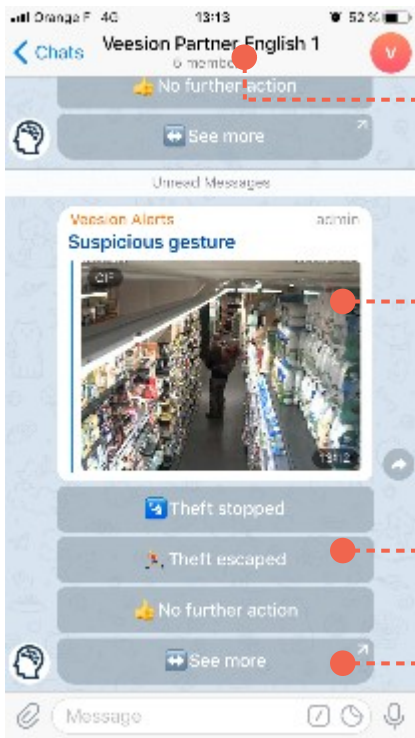 Orange F 4G 13:13 52 %
Chats Veesion Partner English 1 V
6 members
No further action
See more
Unread Messages
Veesion Alerts admin
Suspicious gesture
GIF
13:12
Theft stopped
Theft escaped
No further action
See more
Message